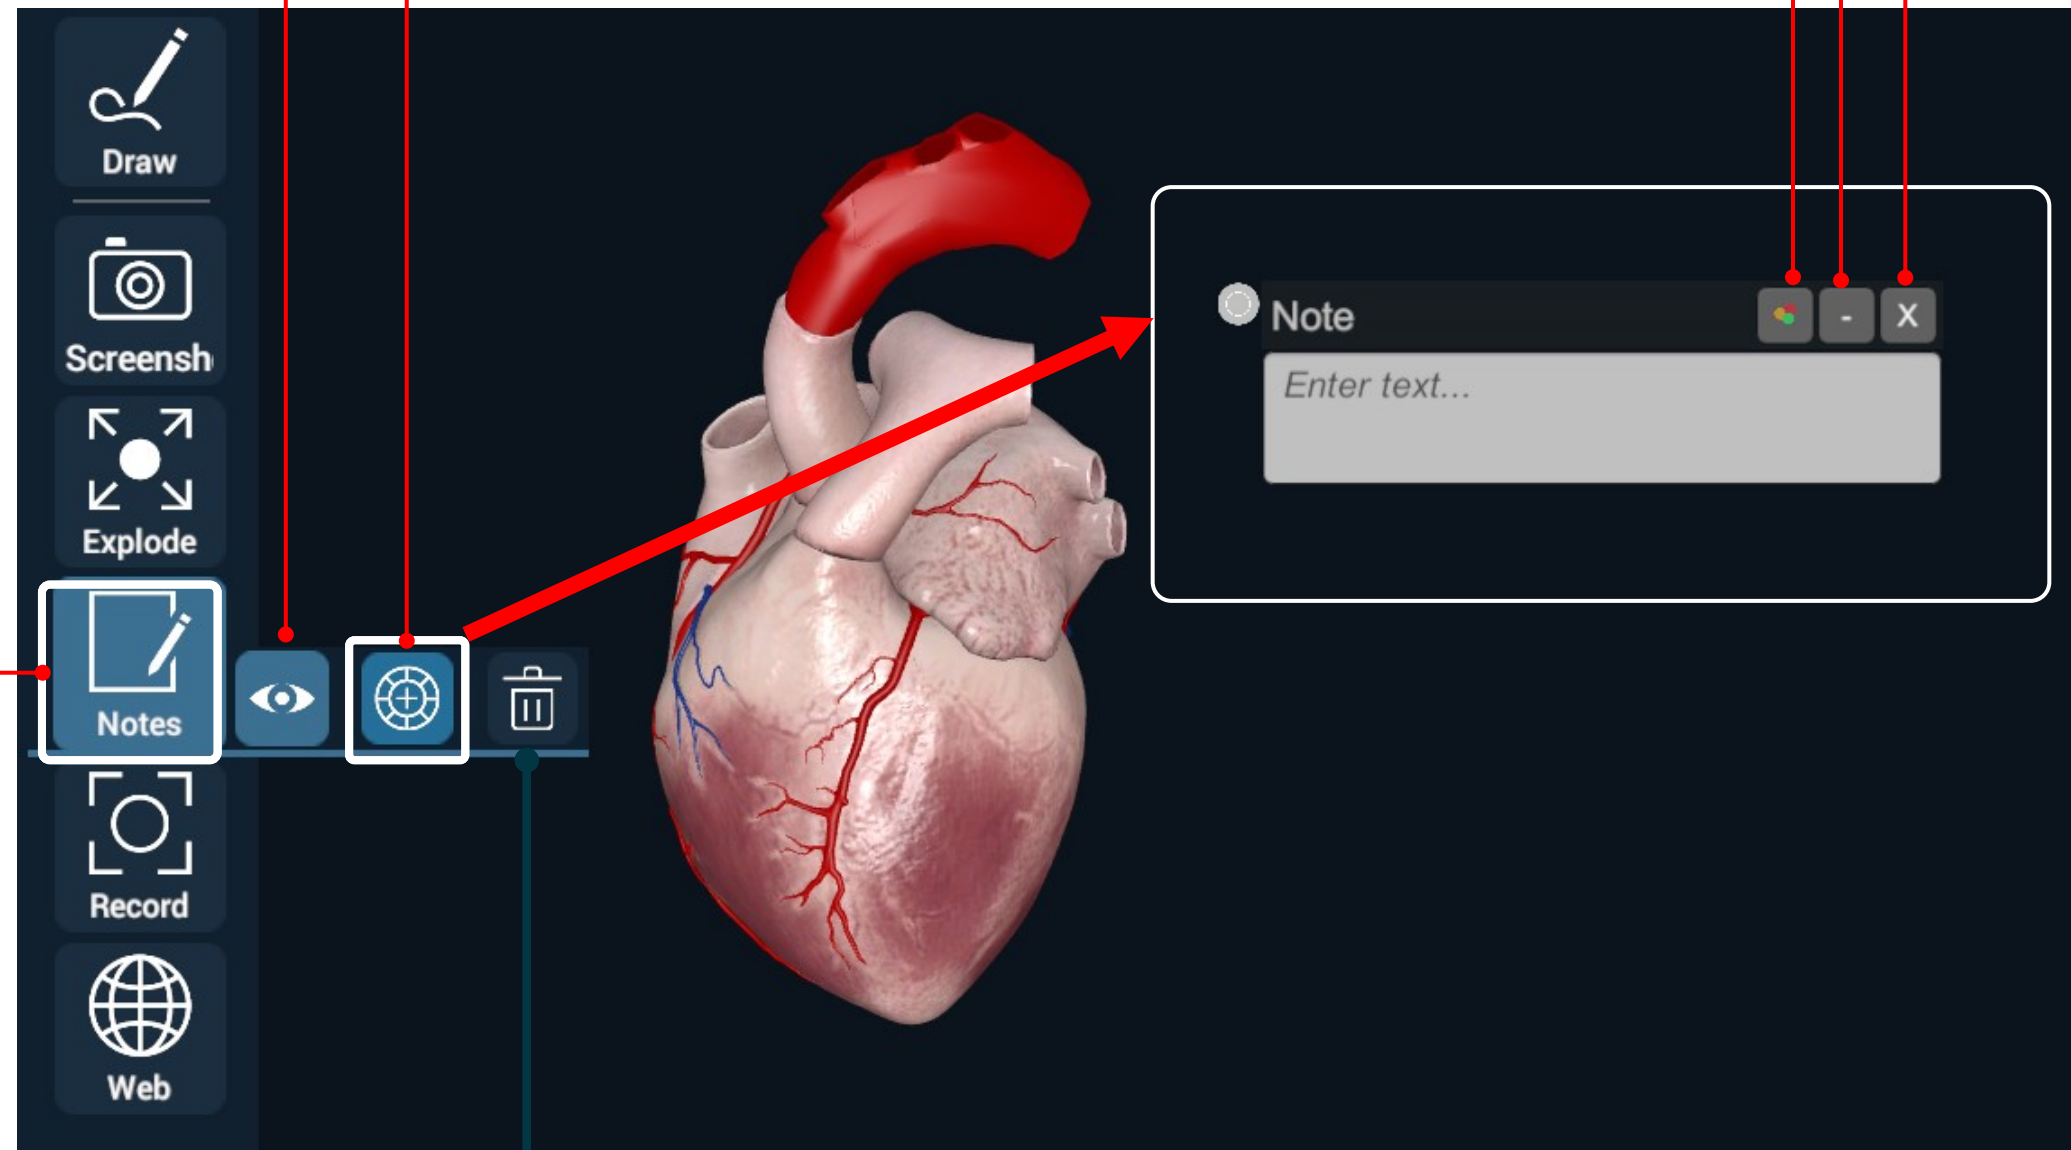 Draw
Screensh
Explode
Notes
Record
Web
Note
-
X
Enter text...